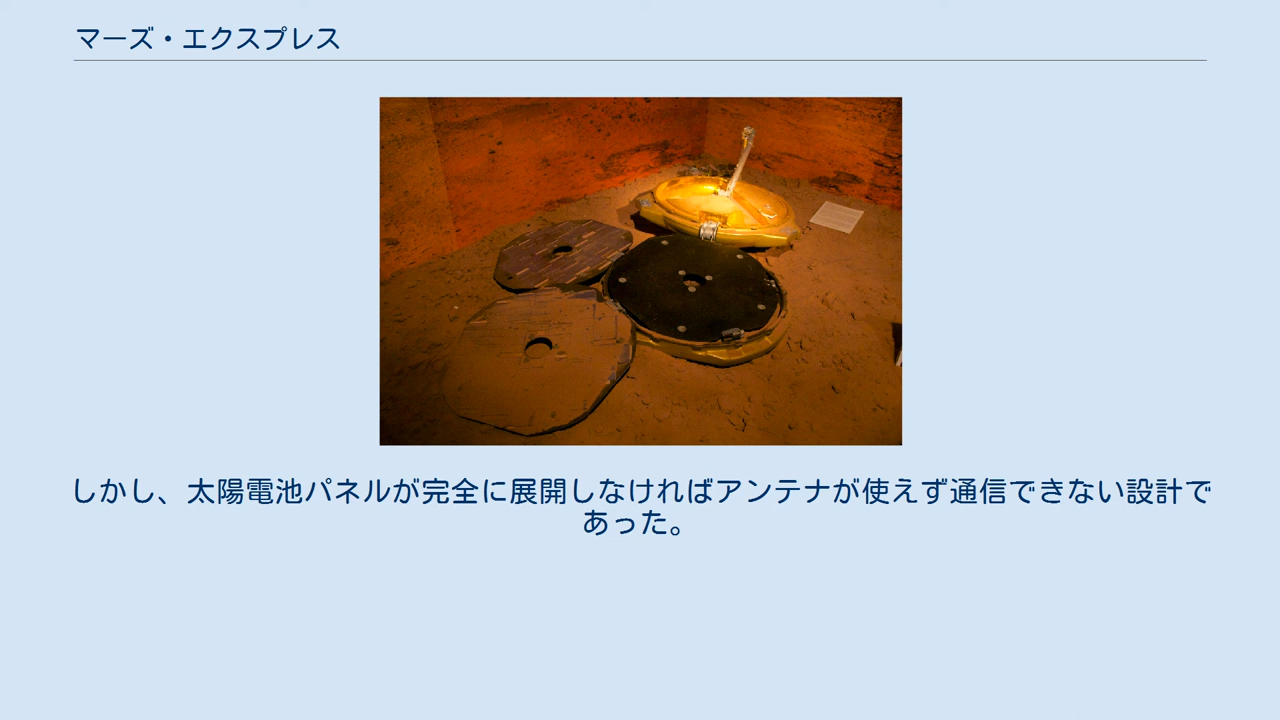 マーズ・エクスプレス
しかし、太陽電池パネルが完全に展開しなければアンテナが使えず通信できない設計で
あった。